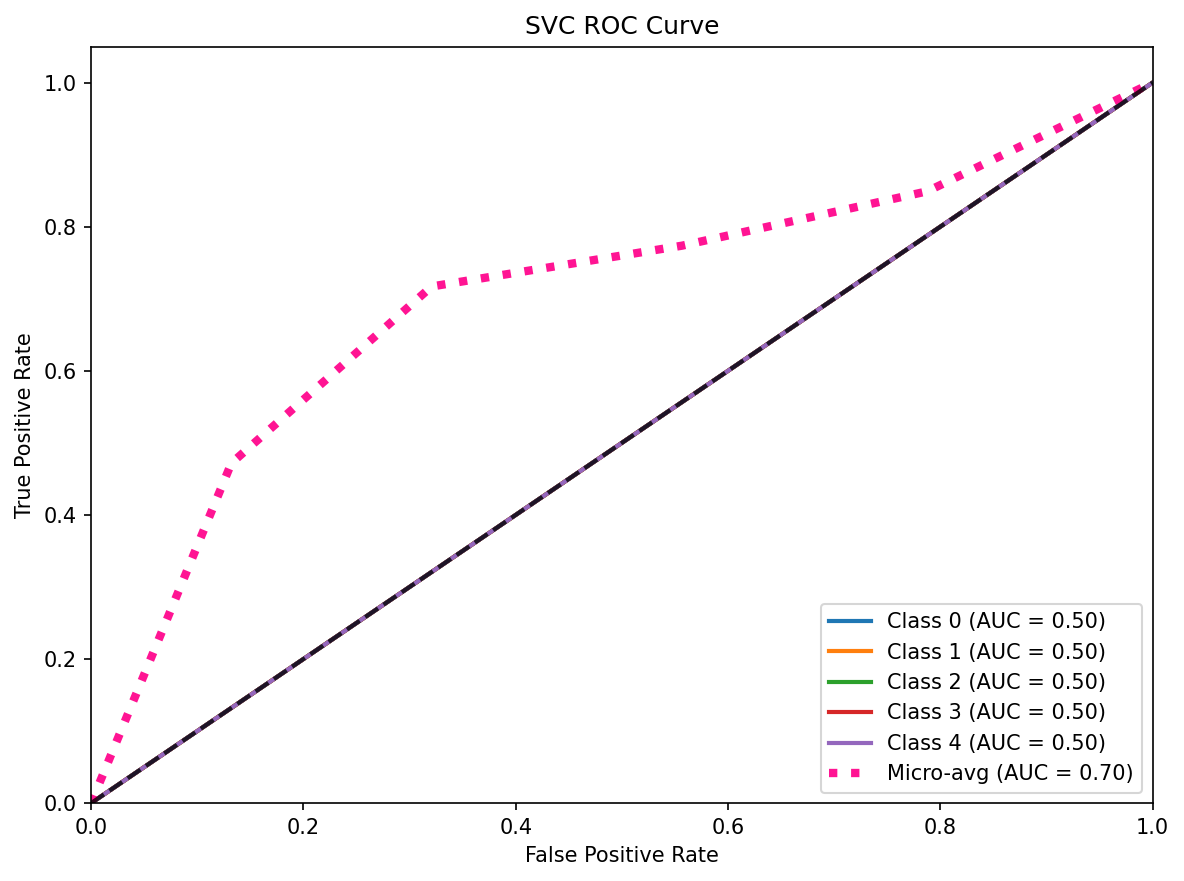 SVC ROC Curve
True Positive Rate
1.0
0.8
0.6
0.4
0.2
0.0
0.0 0.2 0.4 0.6 0.8 1.0
False Positive Rate
Class 0 (AUC = 0.50)
Class 1 (AUC = 0.50)
Class 2 (AUC = 0.50)
Class 3 (AUC = 0.50)
Class 4 (AUC = 0.50)
Micro-avg (AUC = 0.70)